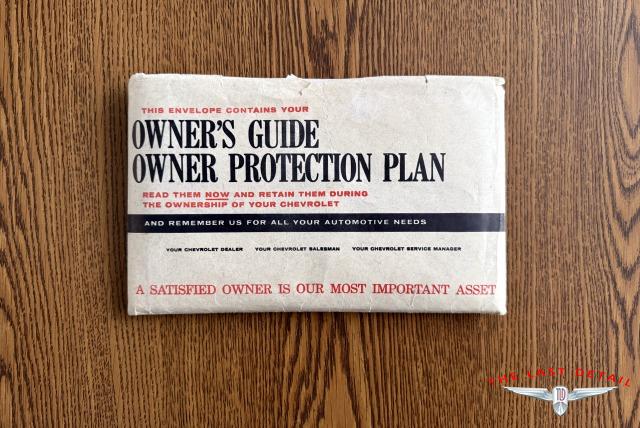 THIS ENVELOPE CONTAINS YOUR
OWNER'S GUIDE
OWNER PROTECTION PLAN
READ THEM NOW AND RETAIN THEM DURING
THE OWNERSHIP OF YOUR CHEVROLET
AND REMEMBER US FOR ALL YOUR AUTOMOTIVE NEEDS
YOUR CHEVROLET DEALER YOUR CHEVROLET SALESMAN YOUR CHEVROLET SERVICE MANAGER
A SATISFIED OWNER IS OUR MOST IMPORTANT ASSET
THE LAST DETAIL
TLD